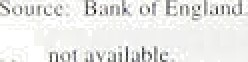 Source: Bank of England.
. . not available.